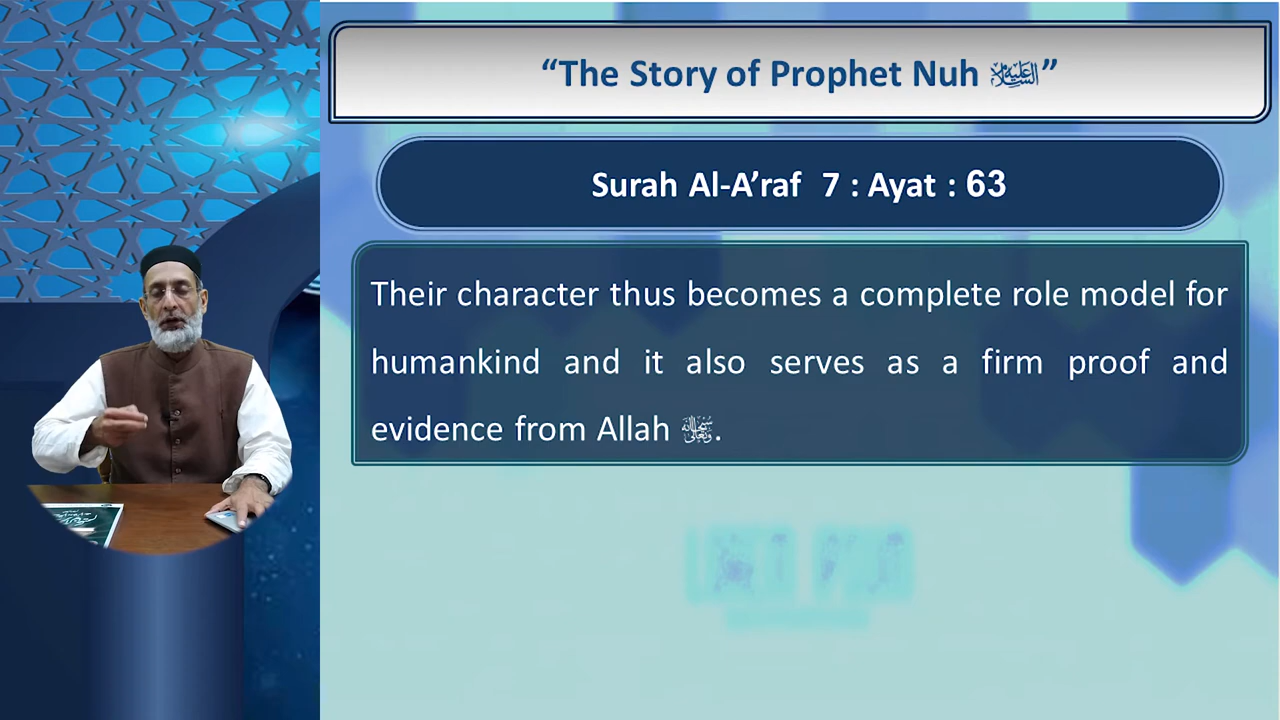 “The Story of Prophet Nuh عليه السلام”
Surah Al-A’raf 7 : Ayat : 63
Their character thus becomes a complete role model for
humankind and it also serves as a firm proof and
evidence from Allah سبحانه وتعالى.